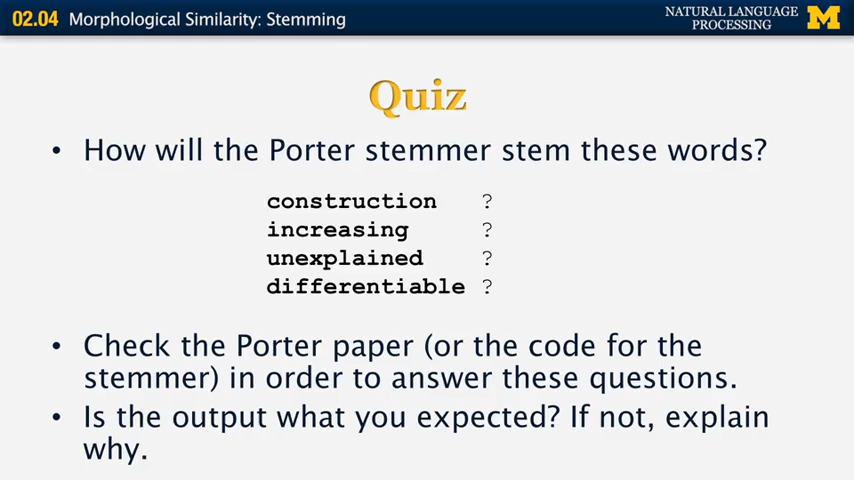 02.04 Morphological Similarity: Stemming
NATURAL LANGUAGE
PROCESSING
M
Quiz
• How will the Porter stemmer stem these words?
construction ?
increasing ?
unexplained ?
differentiable ?
• Check the Porter paper (or the code for the
stemmer) in order to answer these questions.
• Is the output what you expected? If not, explain
why.